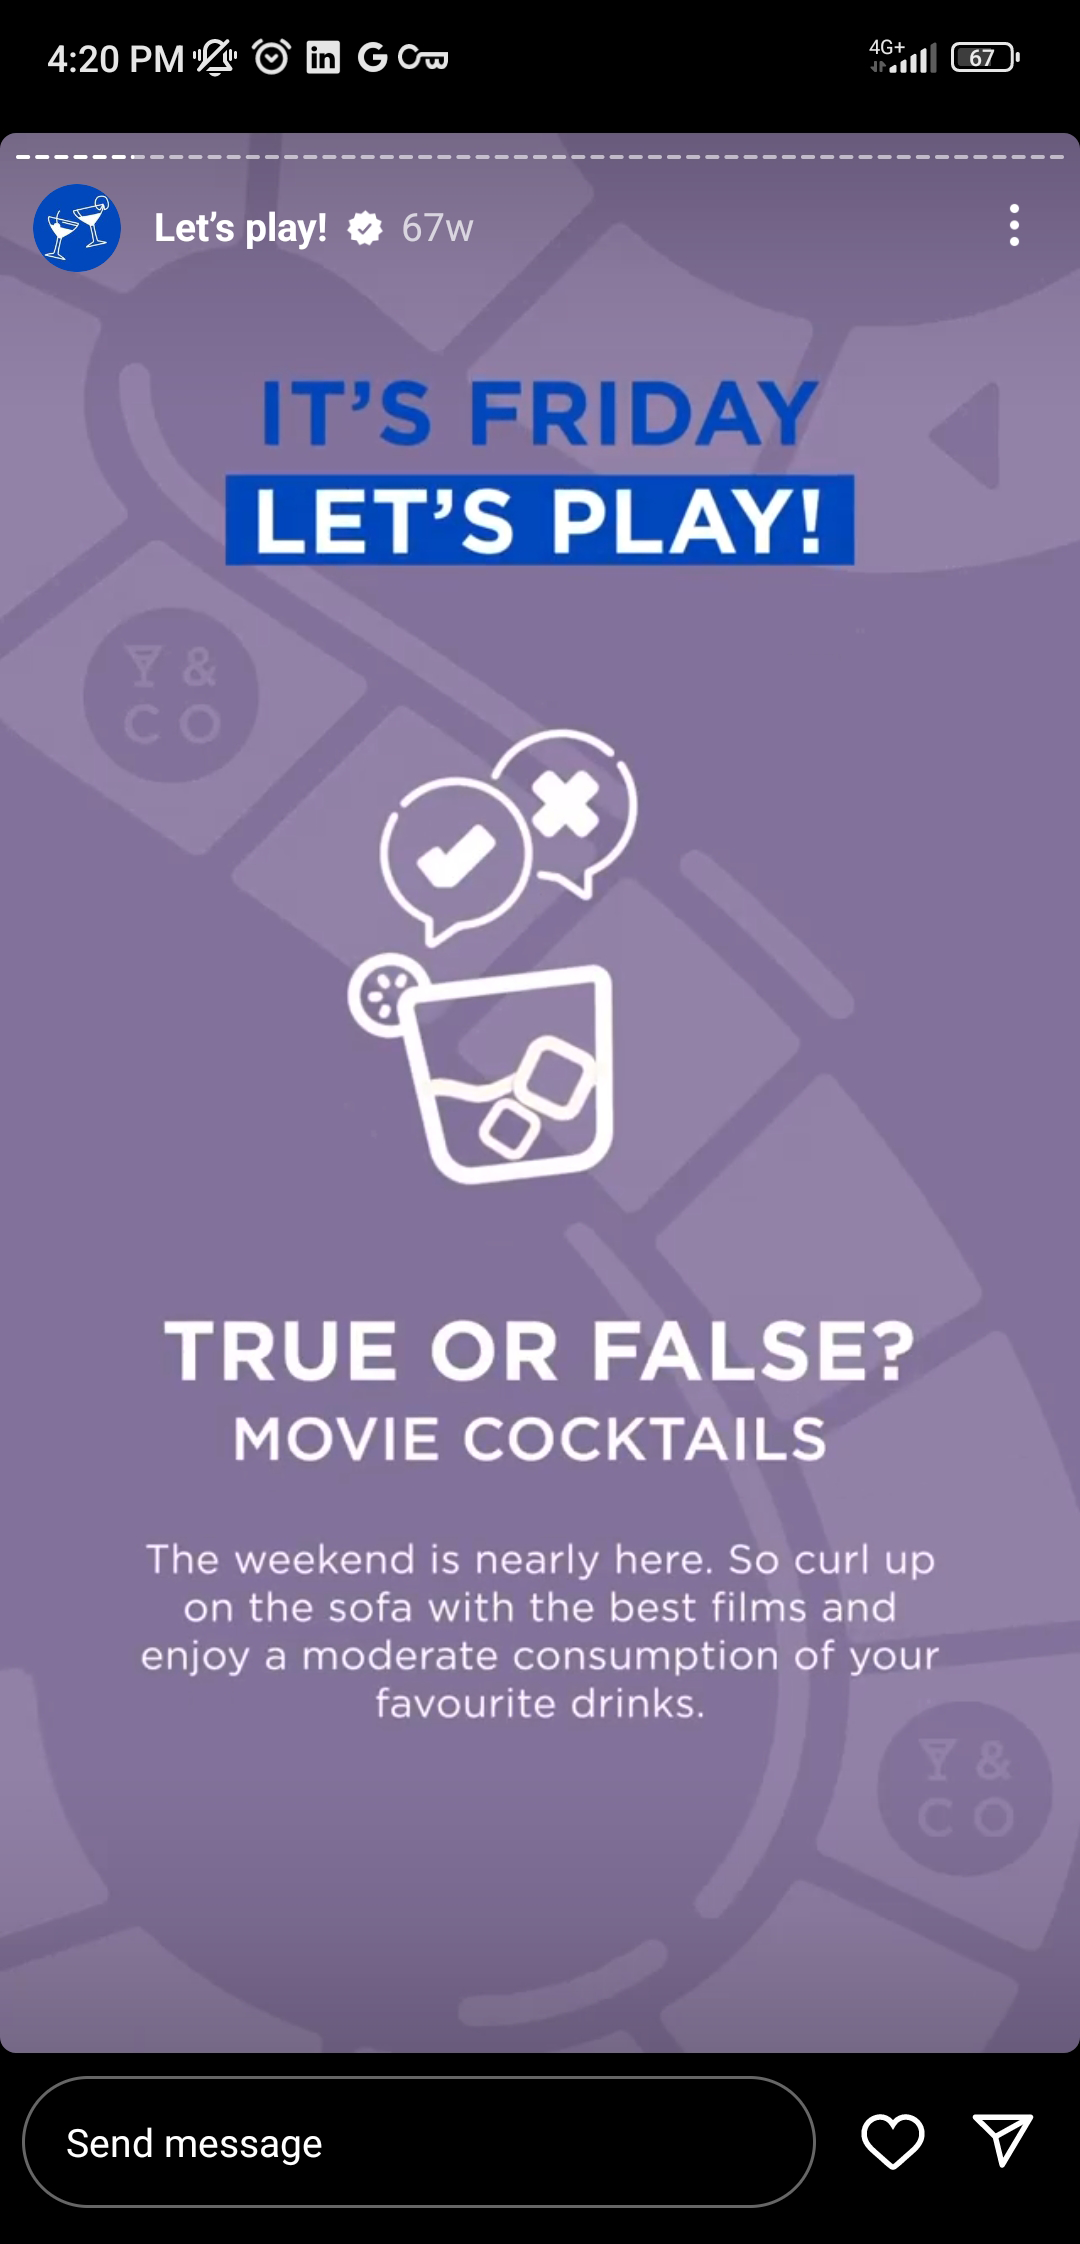 4:20 PM
4G+
67
Let's play! 67w
IT'S FRIDAY
LET'S PLAY!
Y &
CO
TRUE OR FALSE?
MOVIE COCKTAILS
The weekend is nearly here. So curl up
on the sofa with the best films and
enjoy a moderate consumption of your
favourite drinks.
Y &
CO
Send message